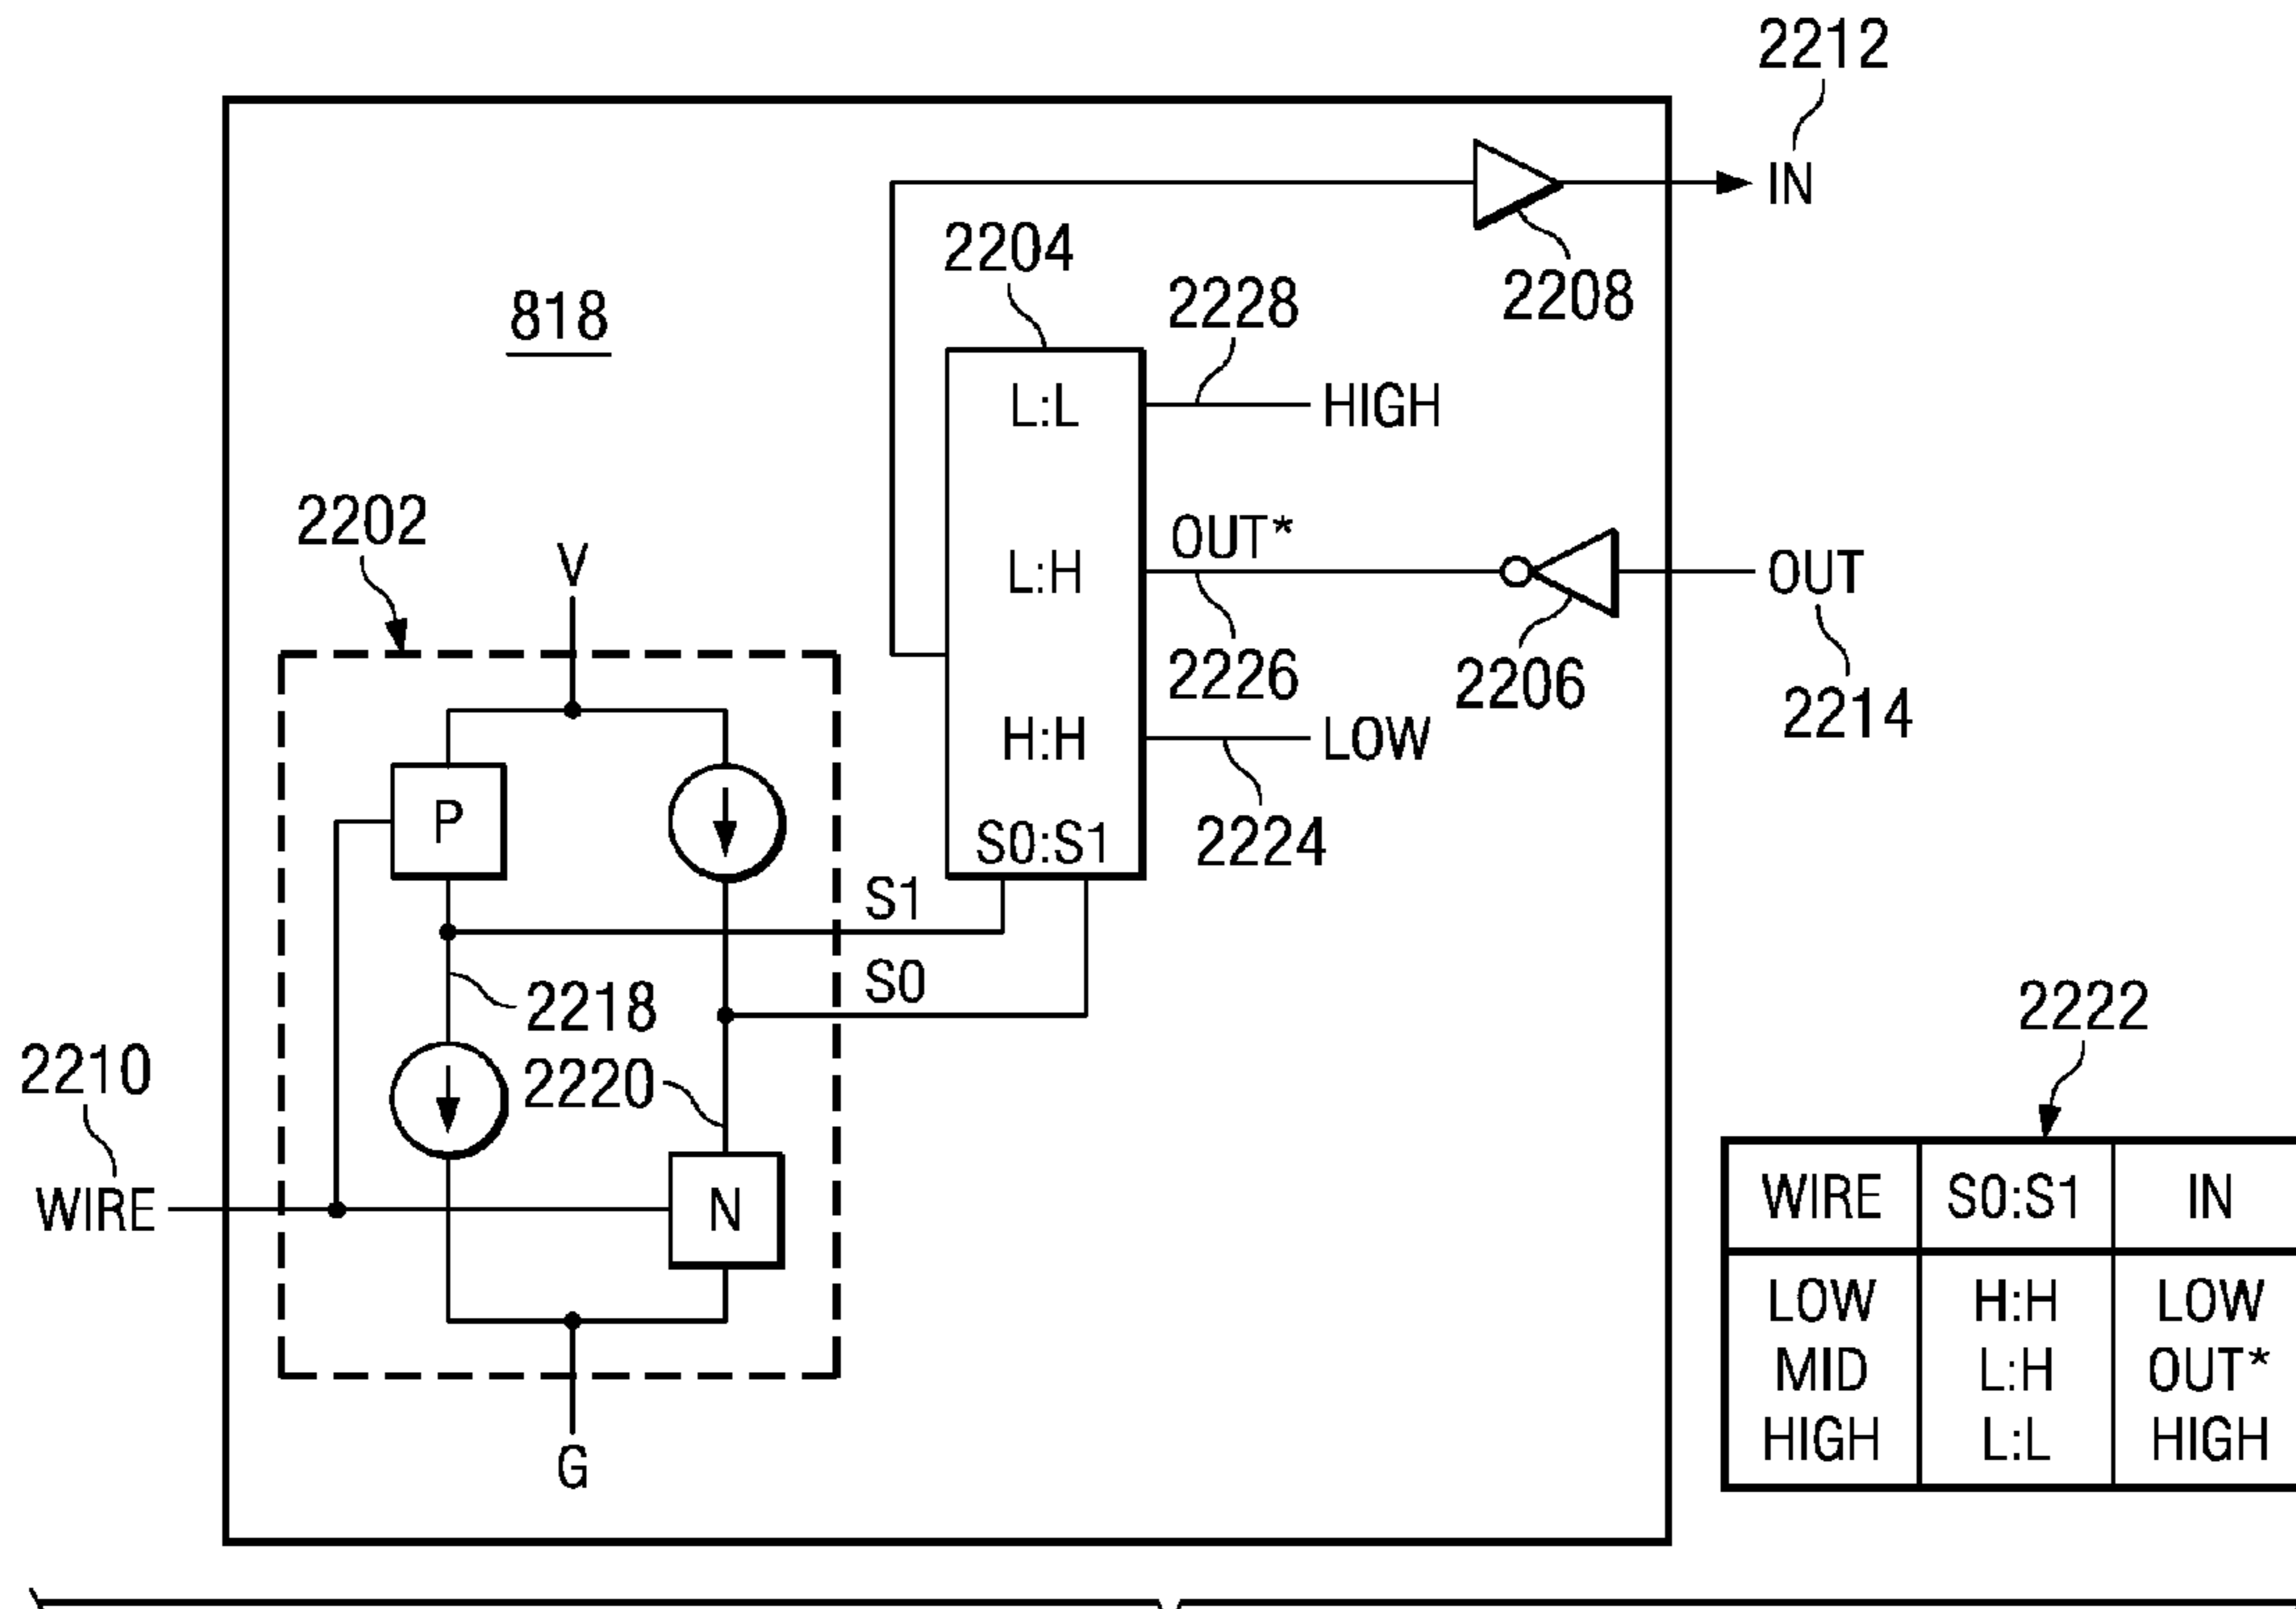 2212
IN
2208
818
2204
2228
L:L
HIGH
OUT*
L:H
OUT
2226
2206
2214
H:H
LOW
2224
S0:S1
2202
V
P
S1
S0
2218
2220
2210
WIRE
N
G
2222
WIRE S0:S1 IN
LOW H:H LOW
MID L:H OUT*
HIGH L:L HIGH